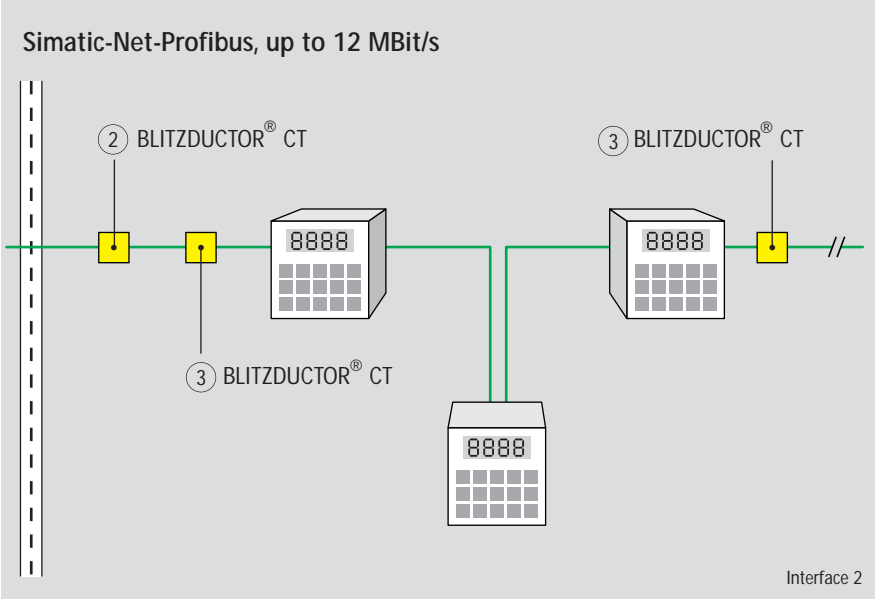 Simatic-Net-Profibus, up to 12 MBit/s
② BLITZDUCTOR® CT
③ BLITZDUCTOR® CT
8888
8888
③ BLITZDUCTOR® CT
8888
Interface 2